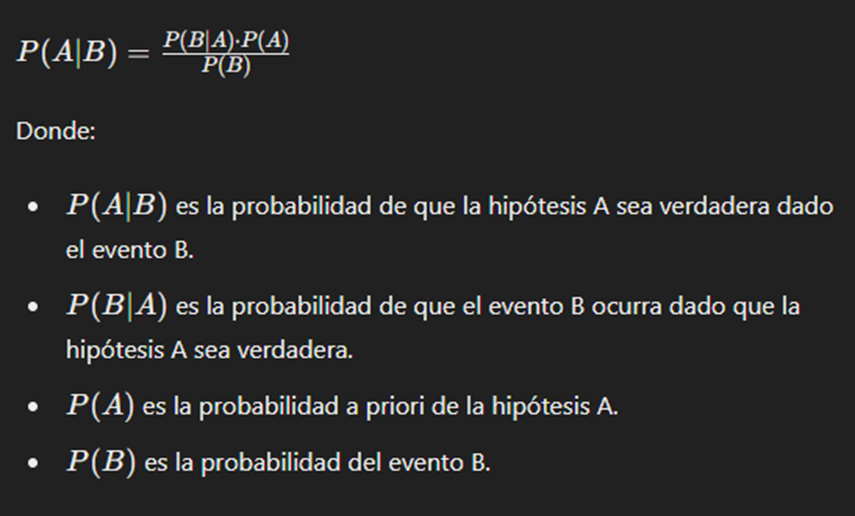 P(A|B) = P(B|A)·P(A) / P(B)
Donde:
• P(A|B) es la probabilidad de que la hipótesis A sea verdadera dado
el evento B.
• P(B|A) es la probabilidad de que el evento B ocurra dado que la
hipótesis A sea verdadera.
• P(A) es la probabilidad a priori de la hipótesis A.
• P(B) es la probabilidad del evento B.